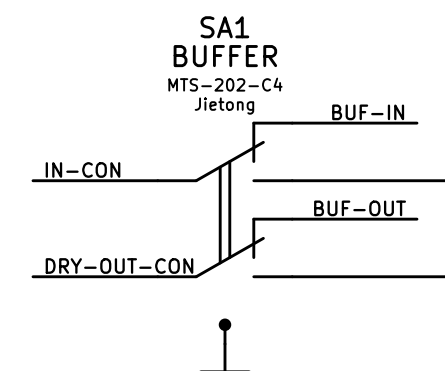 SA1
BUFFER
MTS-202-C4
Jietong
BUF-IN
IN-CON
BUF-OUT
DRY-OUT-CON